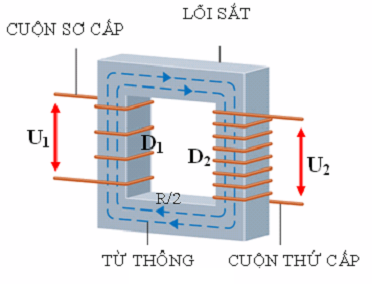 LÕI SẮT
CUỘN SƠ CẤP
U1
D1
D2
U2
R/2
TỪ THÔNG
CUỘN THỨ CẤP